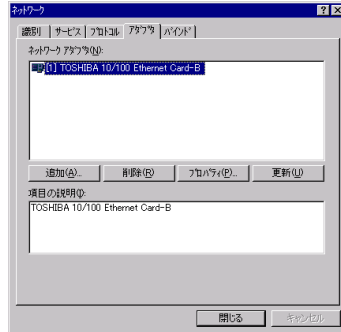 ネットワーク
識別 サービス プロトコル アダプタ バインド
ネットワーク アダプタ(N):
[1] TOSHIBA 10/100 Ethernet Card-B
追加(A)... 削除(R) プロパティ(P)... 更新(U)
項目の説明(I):
TOSHIBA 10/100 Ethernet Card-B
閉じる キャンセル